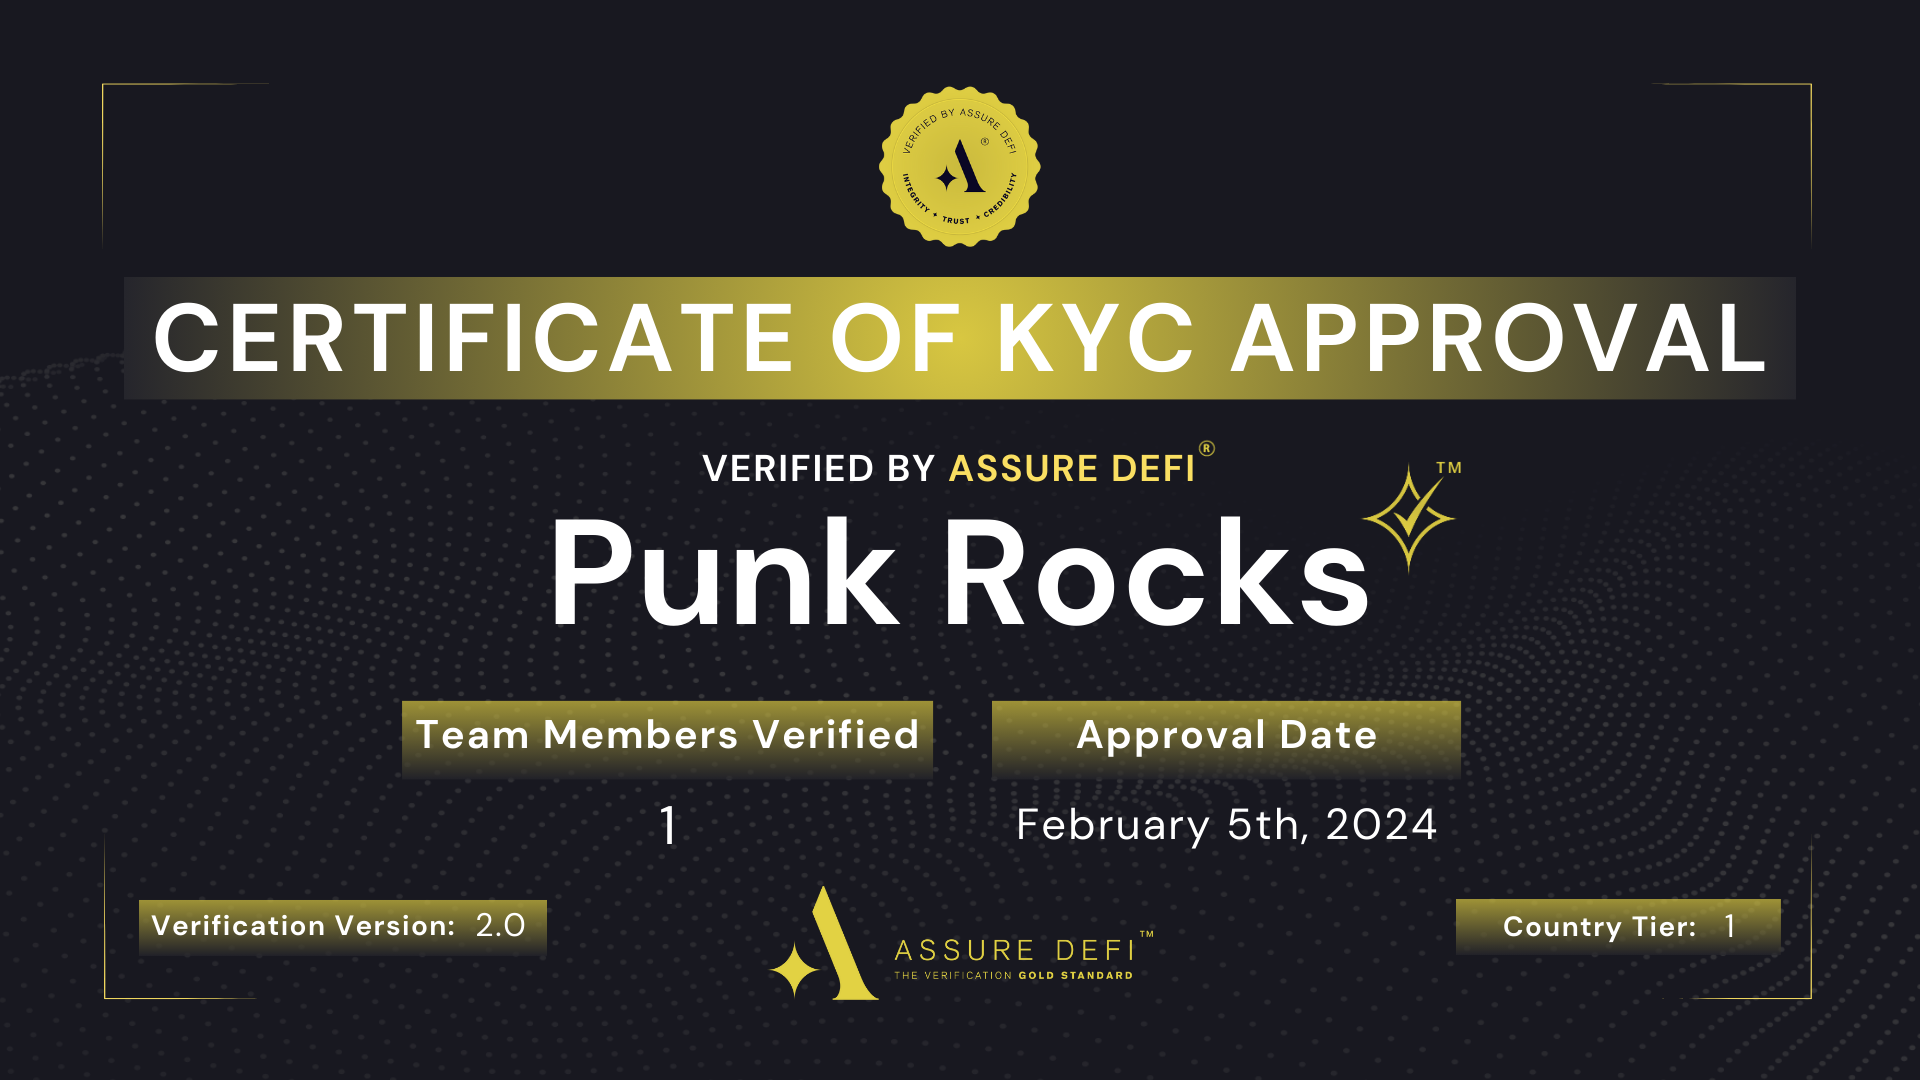 VERIFIED BY ASSURE DEFI
®
INTEGRITY ✦ TRUST ✦ CREDIBILITY
CERTIFICATE OF KYC APPROVAL
VERIFIED BY ASSURE DEFI®
Punk Rocks
TM
Team Members Verified
Approval Date
1
February 5th, 2024
Verification Version: 2.0
ASSURE DEFI™
THE VERIFICATION GOLD STANDARD
Country Tier: 1